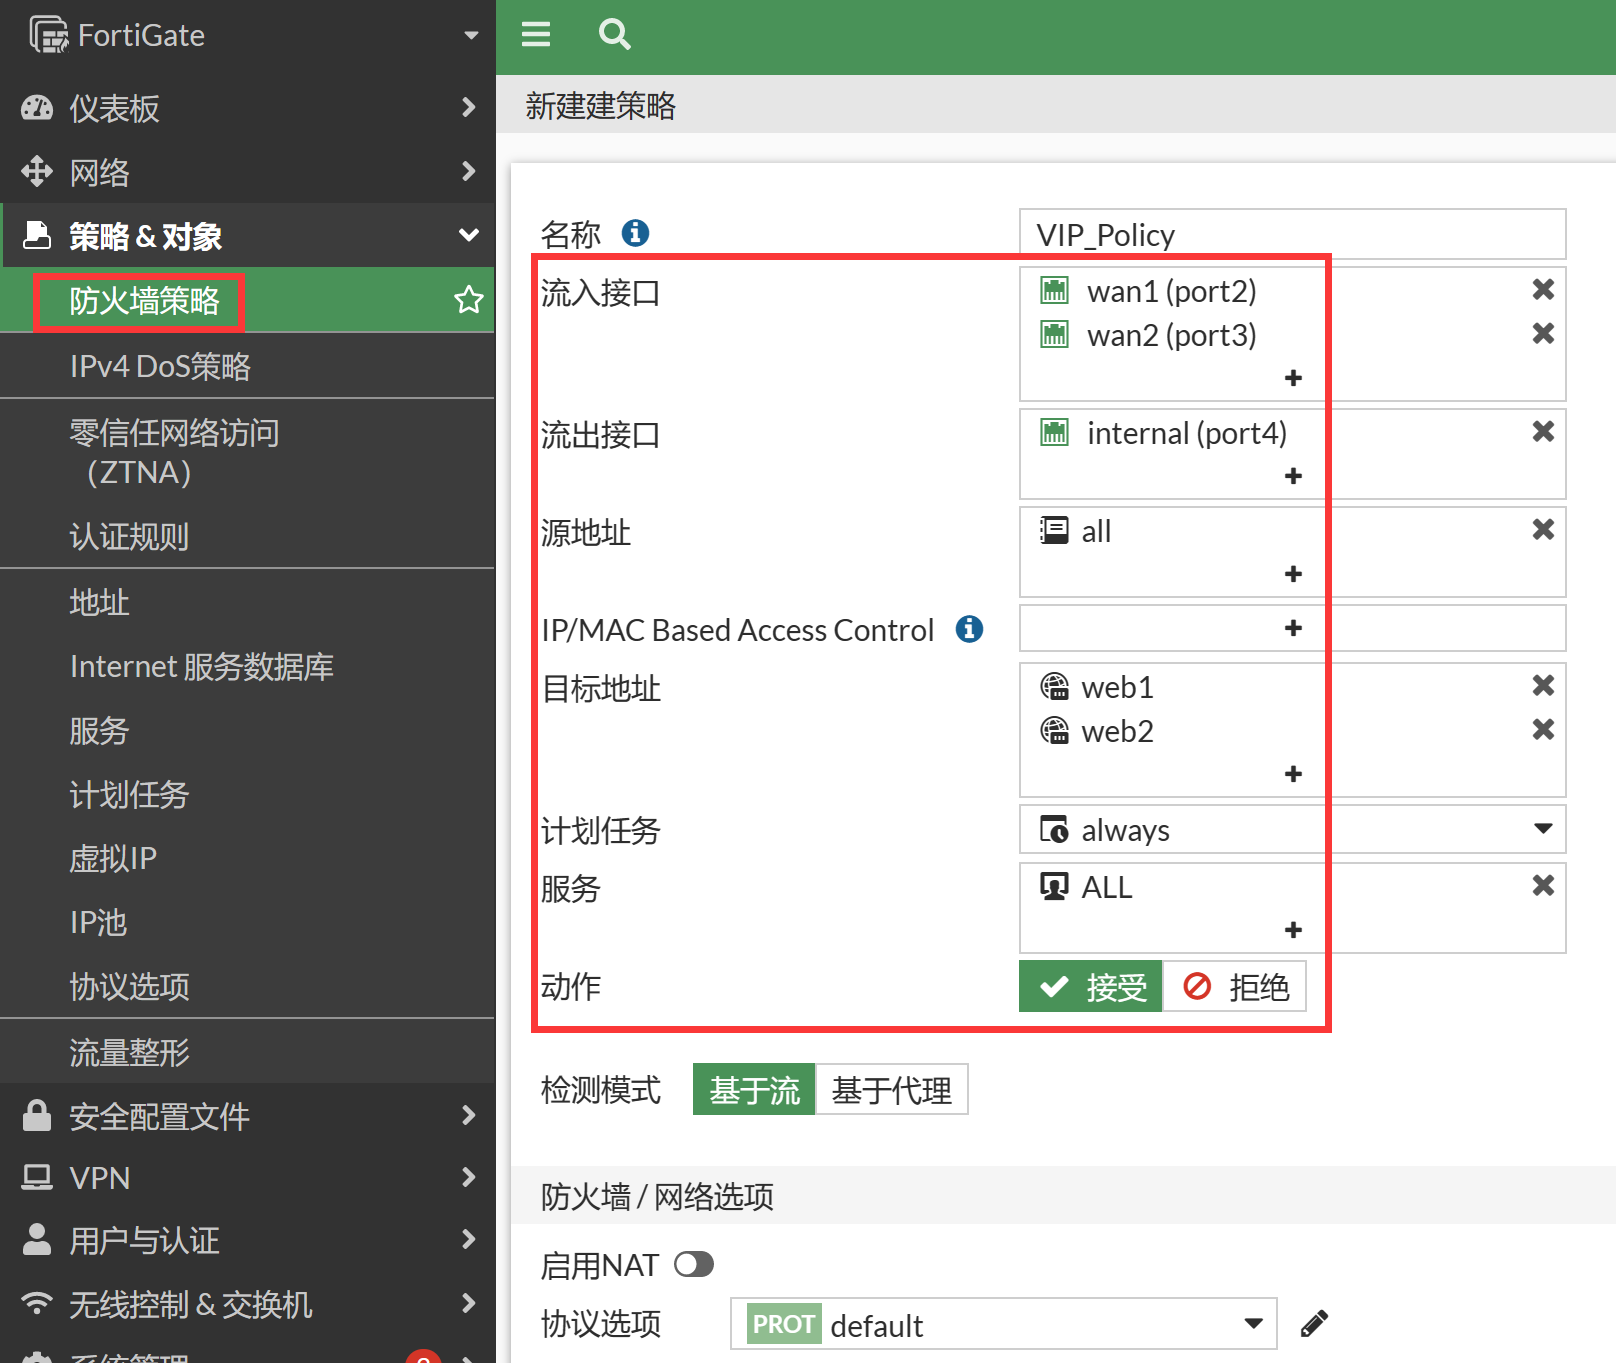 FortiGate
仪表板
网络
策略 & 对象
防火墙策略
IPv4 DoS策略
零信任网络访问
（ZTNA）
认证规则
地址
Internet 服务数据库
服务
计划任务
虚拟IP
IP池
协议选项
流量整形
安全配置文件
VPN
用户与认证
无线控制 & 交换机
系统管理
新建建策略
名称 VIP_Policy
流入接口 wan1 (port2)
wan2 (port3)
流出接口 internal (port4)
源地址 all
IP/MAC Based Access Control
目标地址 web1
web2
计划任务 always
服务 ALL
动作 接受 拒绝
检测模式 基于流 基于代理
防火墙 / 网络选项
启用NAT
协议选项 PROT default